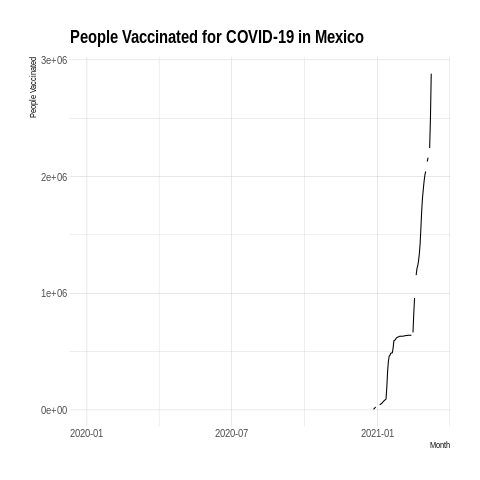 People Vaccinated for COVID-19 in Mexico
People Vaccinated
3e+06
2e+06
1e+06
0e+00
2020-01
2020-07
2021-01
Month